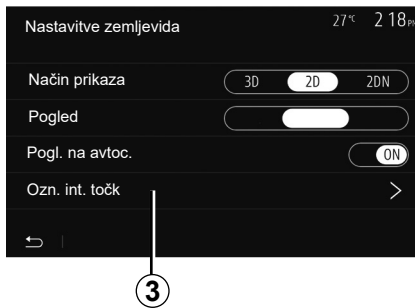 Nastavitve zemljevida 27°C 2 18 PM
Način prikaza 3D 2D 2DN
Pogled
Pogl. na avtoc. ON
Ozn. int. točk
3